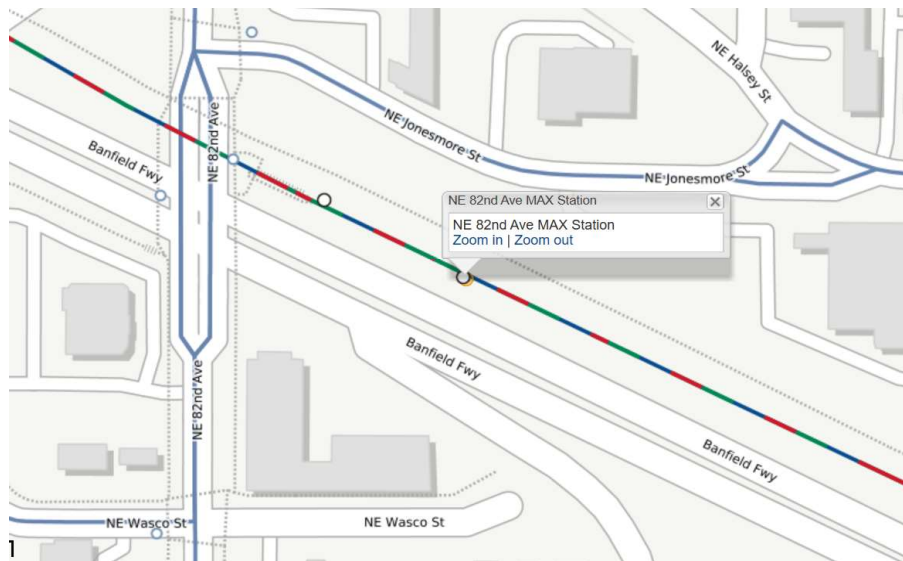 NE Halsey St
NE 82nd Ave
NE Jonesmore St
Banfield Fwy
NE Jonesmore St
NE 82nd Ave MAX Station
NE 82nd Ave MAX Station
Zoom in | Zoom out
Banfield Fwy
NE 82nd Ave
Banfield Fwy
NE Wasco St
NE Wasco St
1